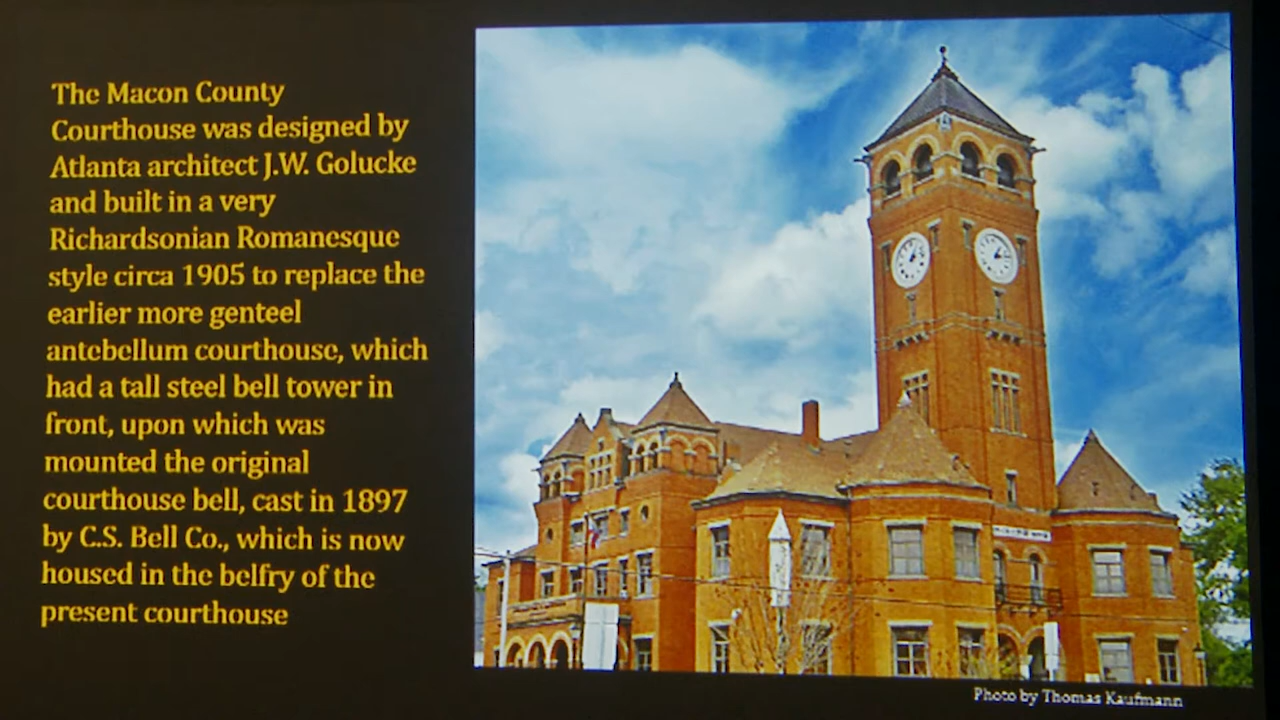 The Macon County
Courthouse was designed by
Atlanta architect J.W. Golucke
and built in a very
Richardsonian Romanesque
style circa 1905 to replace the
earlier more genteel
antebellum courthouse, which
had a tall steel bell tower in
front, upon which was
mounted the original
courthouse bell, cast in 1897
by C.S. Bell Co., which is now
housed in the belfry of the
present courthouse
Photo by Thomas Kaufmann